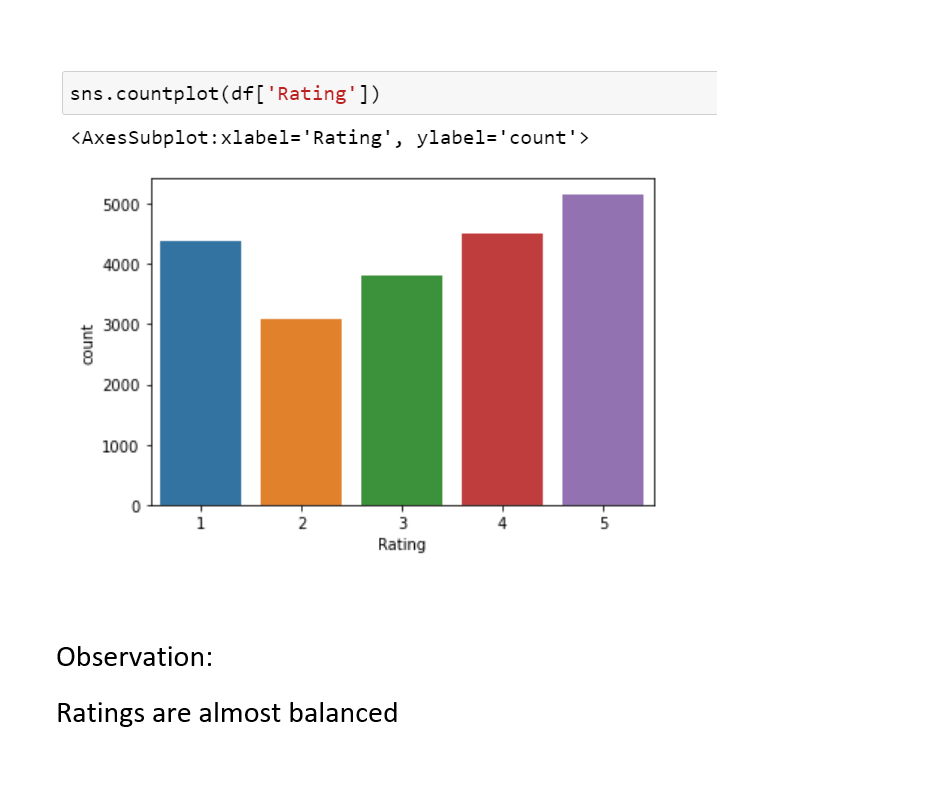 sns.countplot(df['Rating'])
<AxesSubplot:xlabel='Rating', ylabel='count'>
5000
4000
3000
2000
1000
0
count
1 2 3 4 5
Rating
Observation:
Ratings are almost balanced